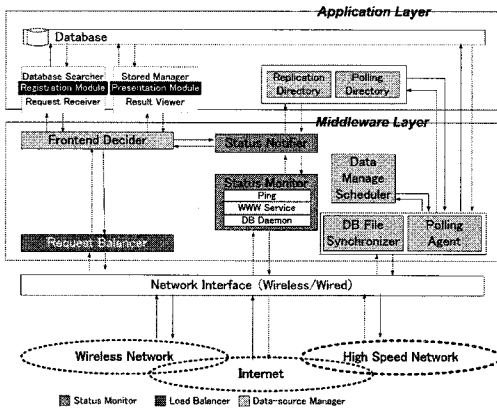 Application Layer
Database
Database Searcher
Registration Module
Request Receiver
Stored Manager
Presentation Module
Result Viewer
Replication
Directory
Polling
Directory
Middleware Layer
Frontend Decider
Status Notifier
Status Monitor
Ping
WWW Service
DB Daemon
Data
Manage
Scheduler
Request Balancer
DB File
Synchronizer
Polling
Agent
Network Interface (Wireless/Wired)
Wireless Network
Internet
High Speed Network
Status Monitor
Load Balancer
Data-source Manager